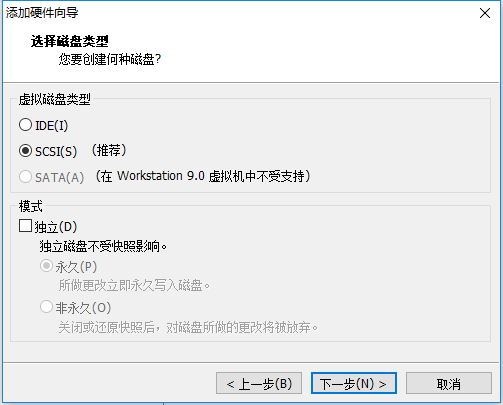 添加硬件向导
选择磁盘类型
您要创建何种磁盘?
虚拟磁盘类型
IDE(I)
SCSI(S) （推荐）
SATA(A) （在 Workstation 9.0 虚拟机中不受支持）
模式
独立(D)
独立磁盘不受快照影响。
永久(P)
所做更改立即永久写入磁盘。
非永久(O)
关闭或还原快照后，对磁盘所做的更改将被放弃。
< 上一步(B) 下一步(N) > 取消